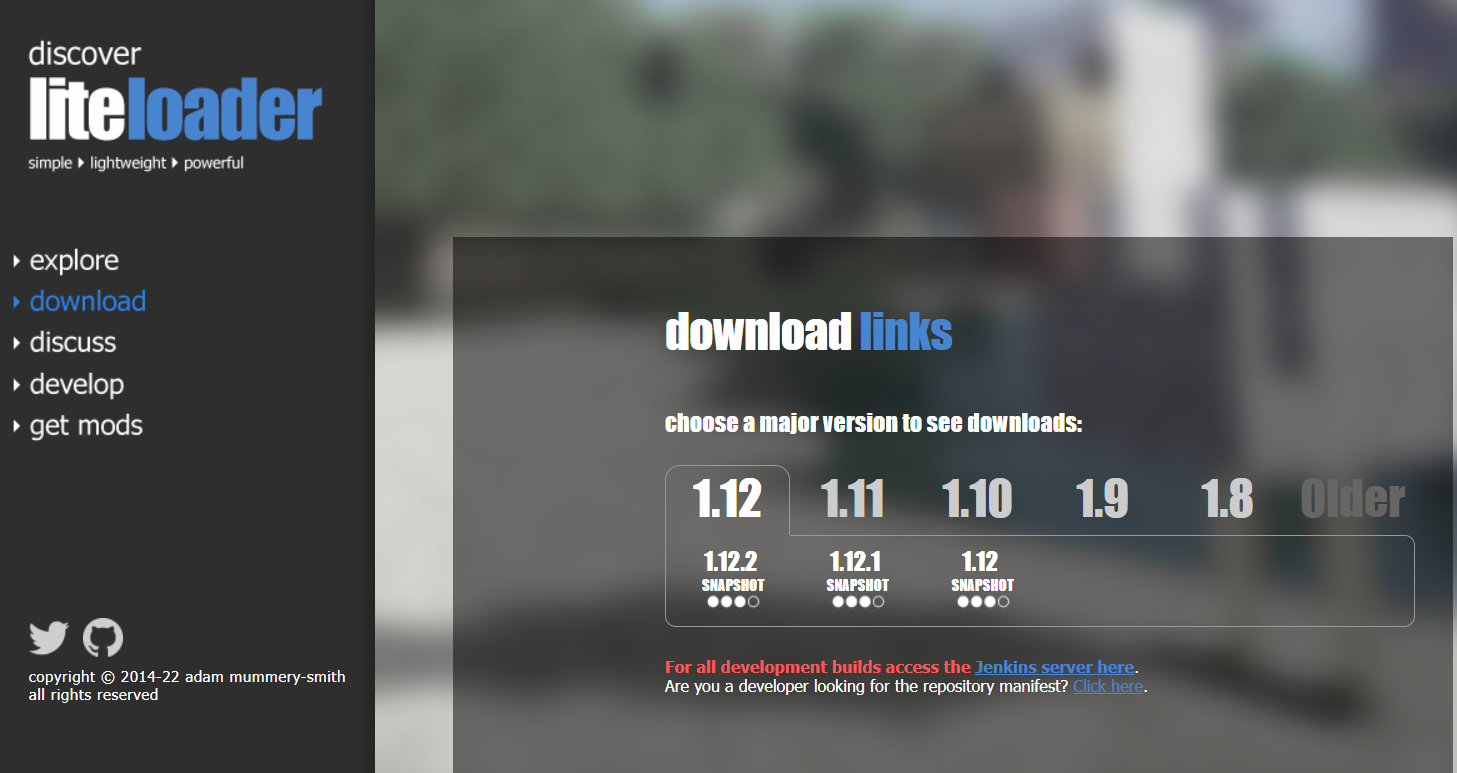 discover
liteloader
simple lightweight powerful
explore
download
discuss
develop
get mods
copyright © 2014-22 adam mummery-smith
all rights reserved
download links
choose a major version to see downloads:
1.12 1.11 1.10 1.9 1.8 Older
1.12.2 1.12.1 1.12
SNAPSHOT SNAPSHOT SNAPSHOT
For all development builds access the Jenkins server here.
Are you a developer looking for the repository manifest? Click here.